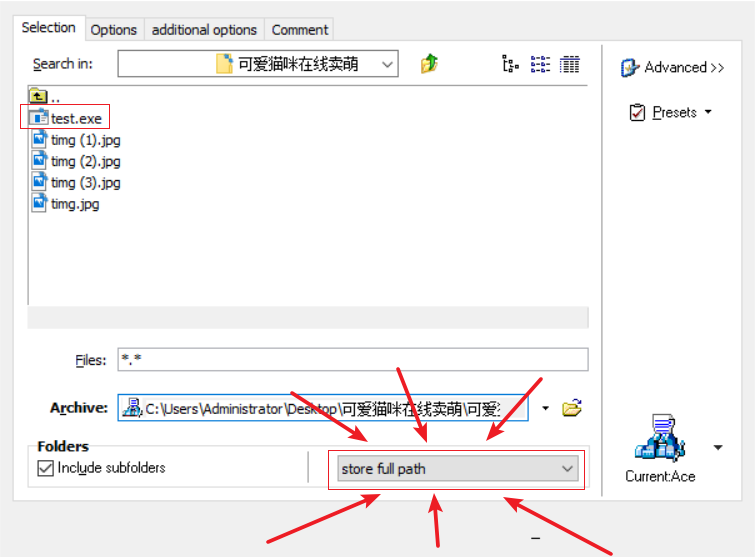 Selection Options additional options Comment
Search in: 可爱猫咪在线卖萌
Advanced >>
..
test.exe
Presets
timg (1).jpg
timg (2).jpg
timg (3).jpg
timg.jpg
Files: *.*
Archive: C:\Users\Administrator\Desktop\可爱猫咪在线卖萌\可爱
Folders
Include subfolders
store full path
Current:Ace